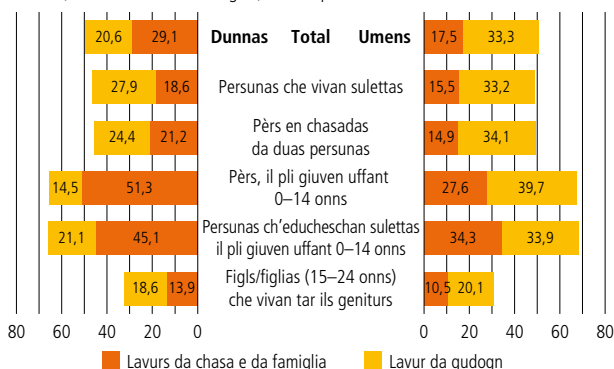 20,6 29,1 Dunnas Total Umens 17,5 33,3
27,9 18,6 Persunas che vivan sulettas 15,5 33,2
24,4 21,2 Pèrs en chasadas da duas persunas 14,9 34,1
14,5 51,3 Pèrs, il pli giuven uffant 0–14 onns 27,6 39,7
21,1 45,1 Persunas ch'educheschan sulettas il pli giuven uffant 0–14 onns 34,3 33,9
18,6 13,9 Figls/figlias (15–24 onns) che vivan tar ils geniturs 10,5 20,1
80 60 40 20 0 0 20 40 60 80
Lavurs da chasa e da famiglia Lavur da gudogn